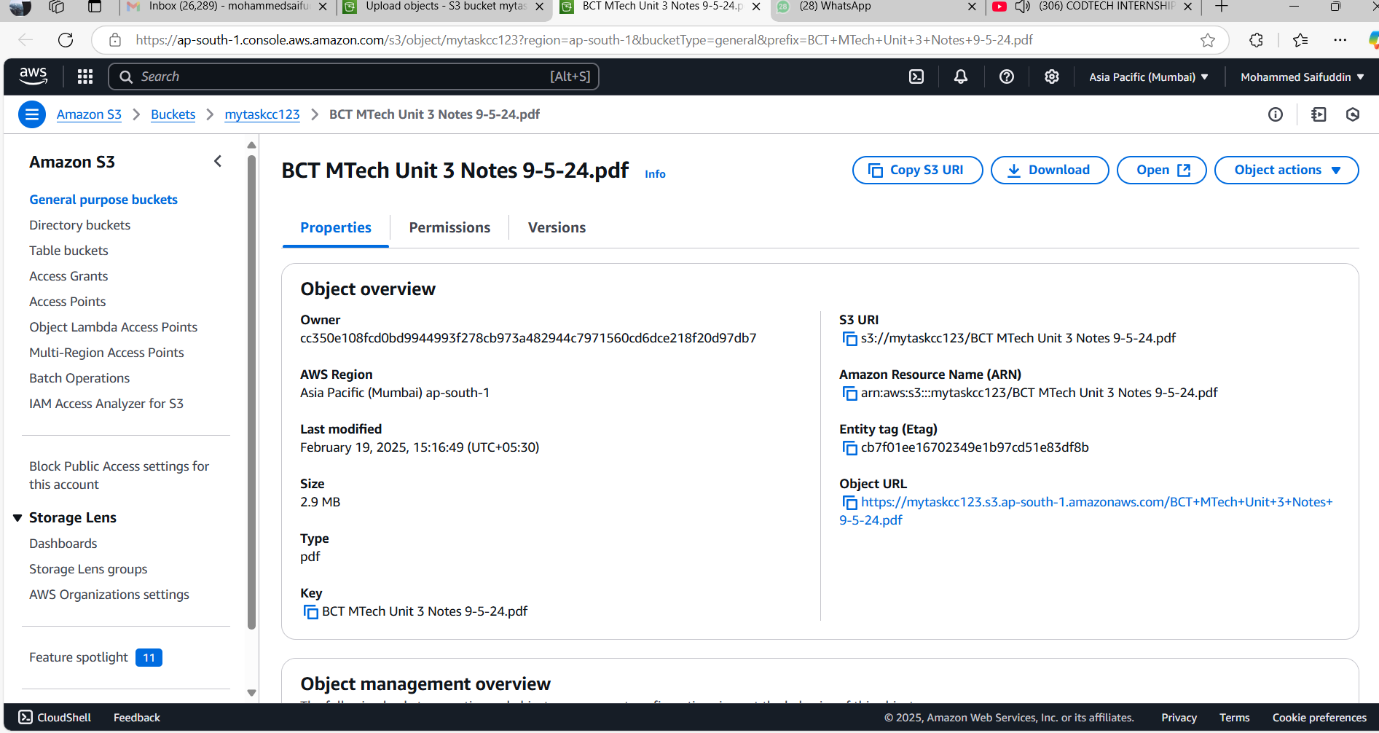 Inbox (26,289) - mohammedsaifu
Upload objects - S3 bucket mytas
BCT MTech Unit 3 Notes 9-5-24.p
(28) WhatsApp
(306) CODTECH INTERNSHIP
https://ap-south-1.console.aws.amazon.com/s3/object/mytaskcc123?region=ap-south-1&bucketType=general&prefix=BCT+MTech+Unit+3+Notes+9-5-24.pdf
aws
Search
[Alt+S]
Asia Pacific (Mumbai) ▼
Mohammed Saifuddin ▼
Amazon S3 > Buckets > mytaskcc123 > BCT MTech Unit 3 Notes 9-5-24.pdf
Amazon S3
General purpose buckets
Directory buckets
Table buckets
Access Grants
Access Points
Object Lambda Access Points
Multi-Region Access Points
Batch Operations
IAM Access Analyzer for S3
Block Public Access settings for
this account
▼ Storage Lens
Dashboards
Storage Lens groups
AWS Organizations settings
Feature spotlight 11
BCT MTech Unit 3 Notes 9-5-24.pdf Info
Copy S3 URI
Download
Open
Object actions ▼
Properties
Permissions
Versions
Object overview
Owner
cc350e108fcd0bd9944993f278cb973a482944c7971560cd6dce218f20d97db7
AWS Region
Asia Pacific (Mumbai) ap-south-1
Last modified
February 19, 2025, 15:16:49 (UTC+05:30)
Size
2.9 MB
Type
pdf
Key
BCT MTech Unit 3 Notes 9-5-24.pdf
S3 URI
s3://mytaskcc123/BCT MTech Unit 3 Notes 9-5-24.pdf
Amazon Resource Name (ARN)
arn:aws:s3:::mytaskcc123/BCT MTech Unit 3 Notes 9-5-24.pdf
Entity tag (Etag)
cb7f01ee16702349e1b97cd51e83df8b
Object URL
https://mytaskcc123.s3.ap-south-1.amazonaws.com/BCT+MTech+Unit+3+Notes+
9-5-24.pdf
Object management overview
CloudShell
Feedback
© 2025, Amazon Web Services, Inc. or its affiliates.
Privacy
Terms
Cookie preferences